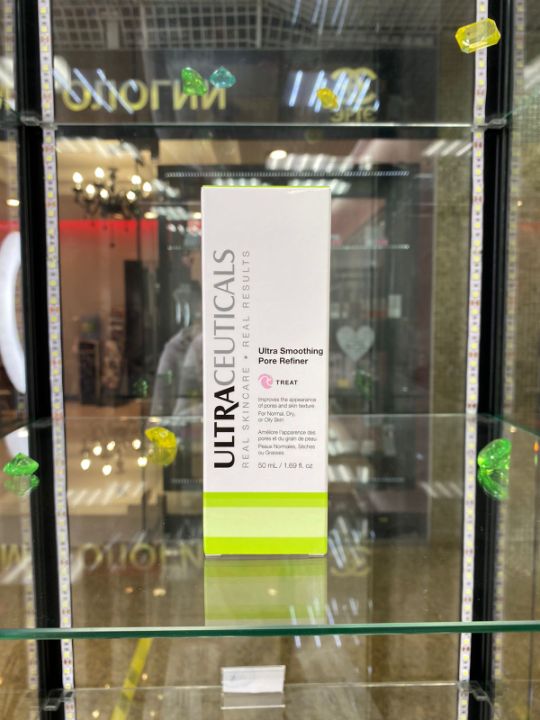 ULTRACEUTICALS
REAL SKINCARE • REAL RESULTS
Ultra Smoothing
Pore Refiner
TREAT
Improves the appearance
of pores and skin texture
For Normal, Dry,
or Oily Skin
Améliore l'apparence des
pores et du grain de peau
Peaux Normales, Sèches
ou Grasses
50 mL / 1.69 fl. oz